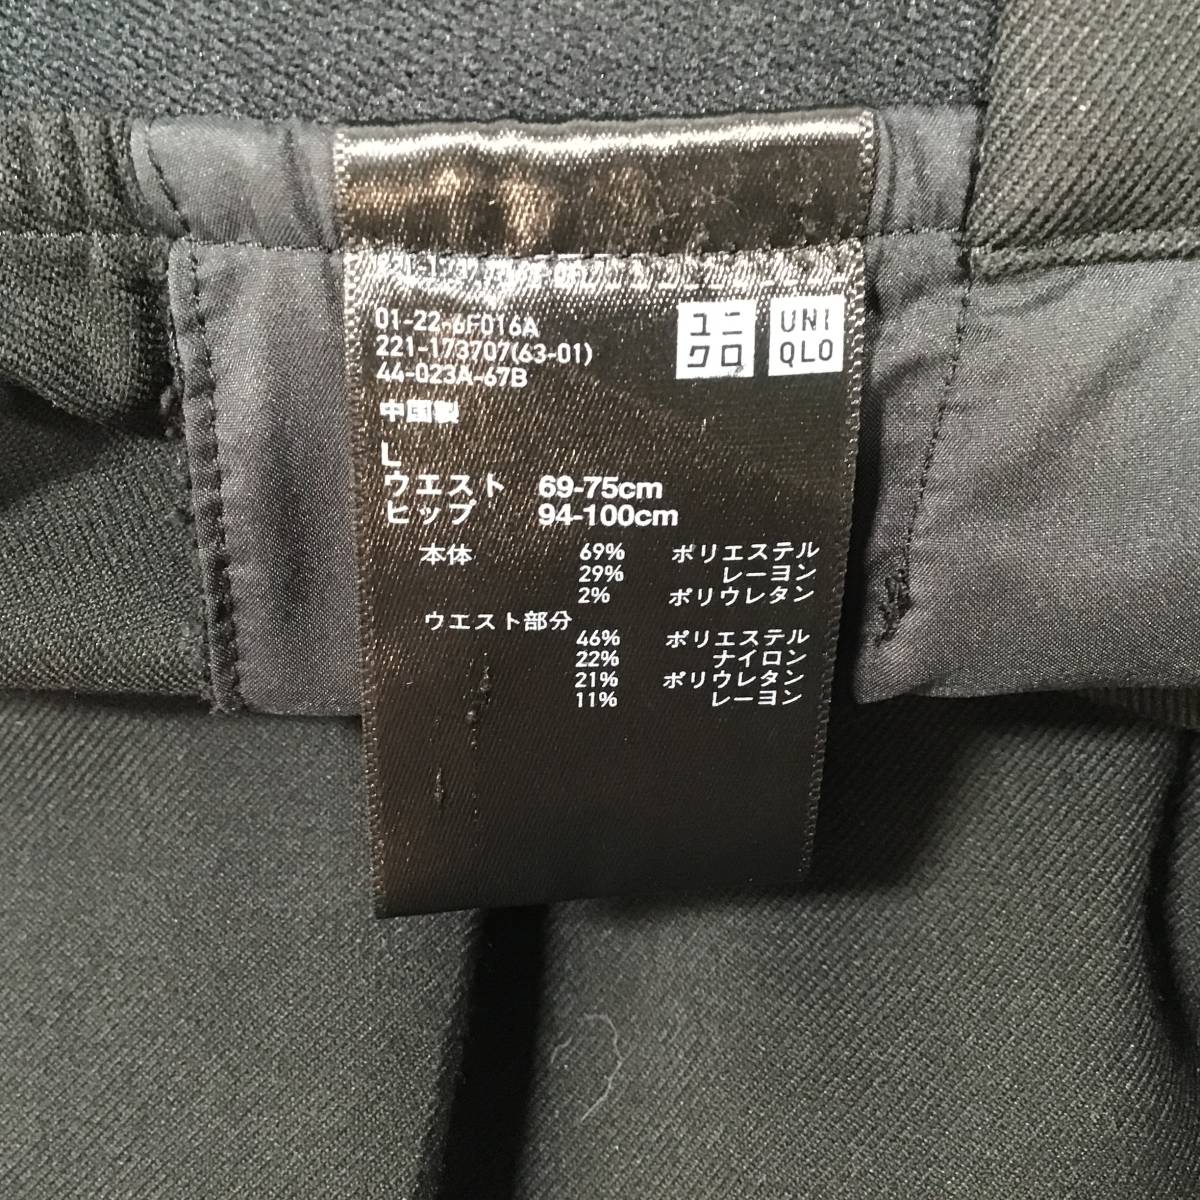 01-22-6F016A
221-173707(63-01)
44-023A-67B
ユニ
クロ
UNI
QLO
中国製
L
ウエスト 69-75cm
ヒップ 94-100cm
本体 69% ポリエステル
29% レーヨン
2% ポリウレタン
ウエスト部分
46% ポリエステル
22% ナイロン
21% ポリウレタン
11% レーヨン